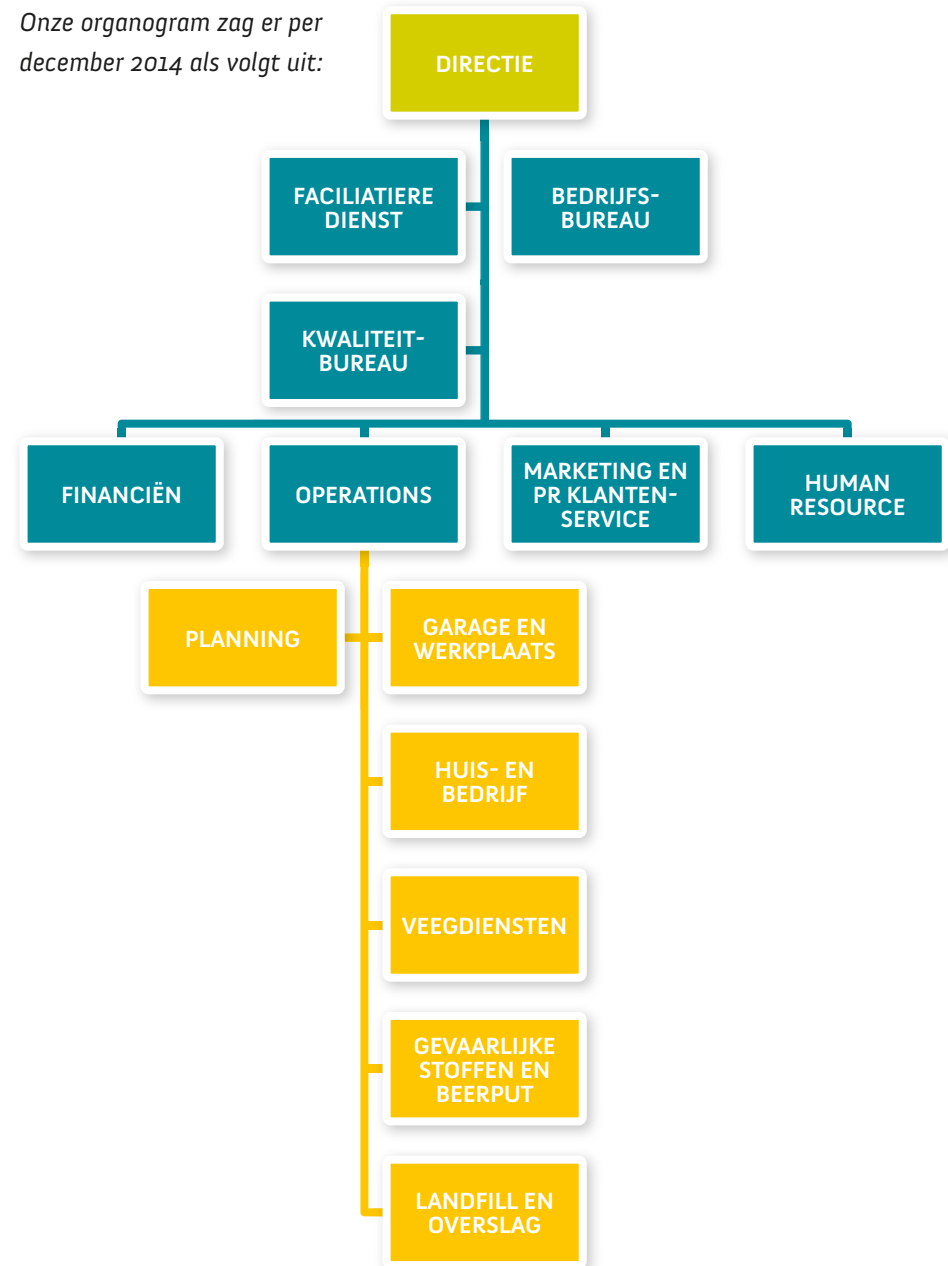 Onze organogram zag er per
december 2014 als volgt uit:
DIRECTIE
FACILIATIERE
DIENST
BEDRIJFS-
BUREAU
KWALITEIT-
BUREAU
FINANCIËN
OPERATIONS
MARKETING EN
PR KLANTEN-
SERVICE
HUMAN
RESOURCE
PLANNING
GARAGE EN
WERKPLAATS
HUIS- EN
BEDRIJF
VEEGDIENSTEN
GEVAARLIJKE
STOFFEN EN
BEERPUT
LANDFILL EN
OVERSLAG